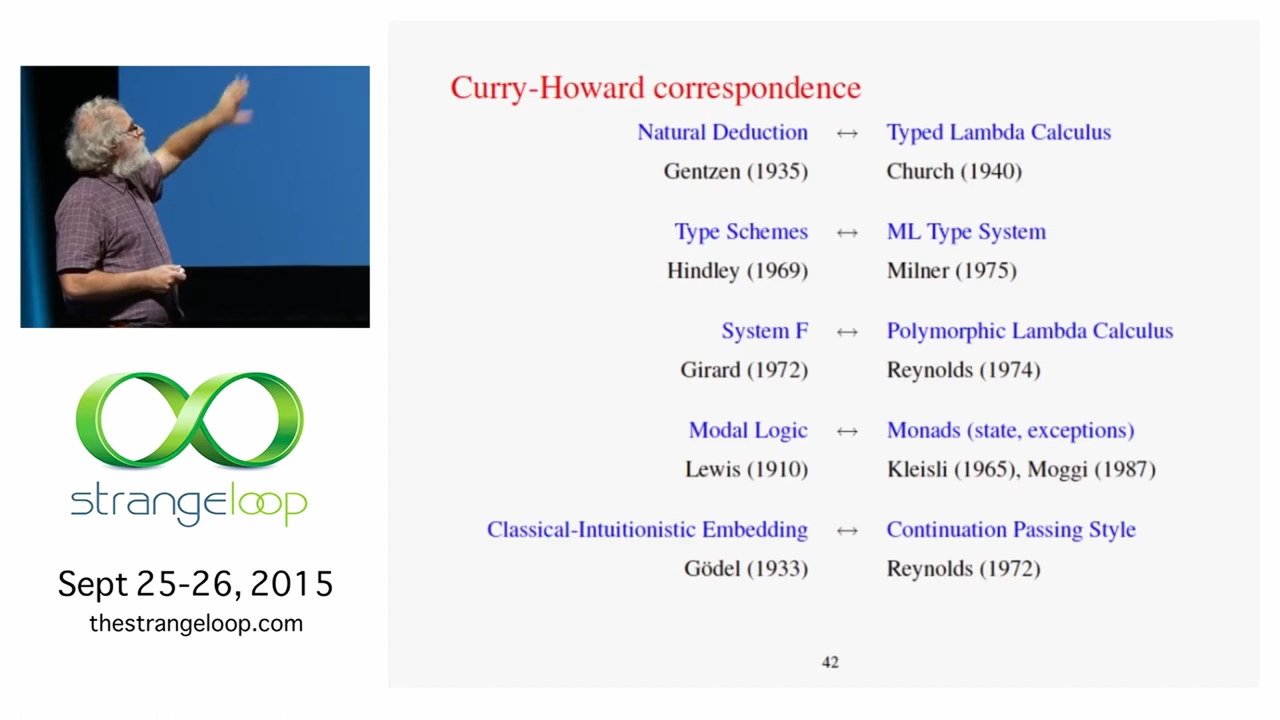 strangeloop
Sept 25-26, 2015
thestrangeloop.com
Curry-Howard correspondence
Natural Deduction ↔ Typed Lambda Calculus
Gentzen (1935) Church (1940)
Type Schemes ↔ ML Type System
Hindley (1969) Milner (1975)
System F ↔ Polymorphic Lambda Calculus
Girard (1972) Reynolds (1974)
Modal Logic ↔ Monads (state, exceptions)
Lewis (1910) Kleisli (1965), Moggi (1987)
Classical-Intuitionistic Embedding ↔ Continuation Passing Style
Gödel (1933) Reynolds (1972)
42